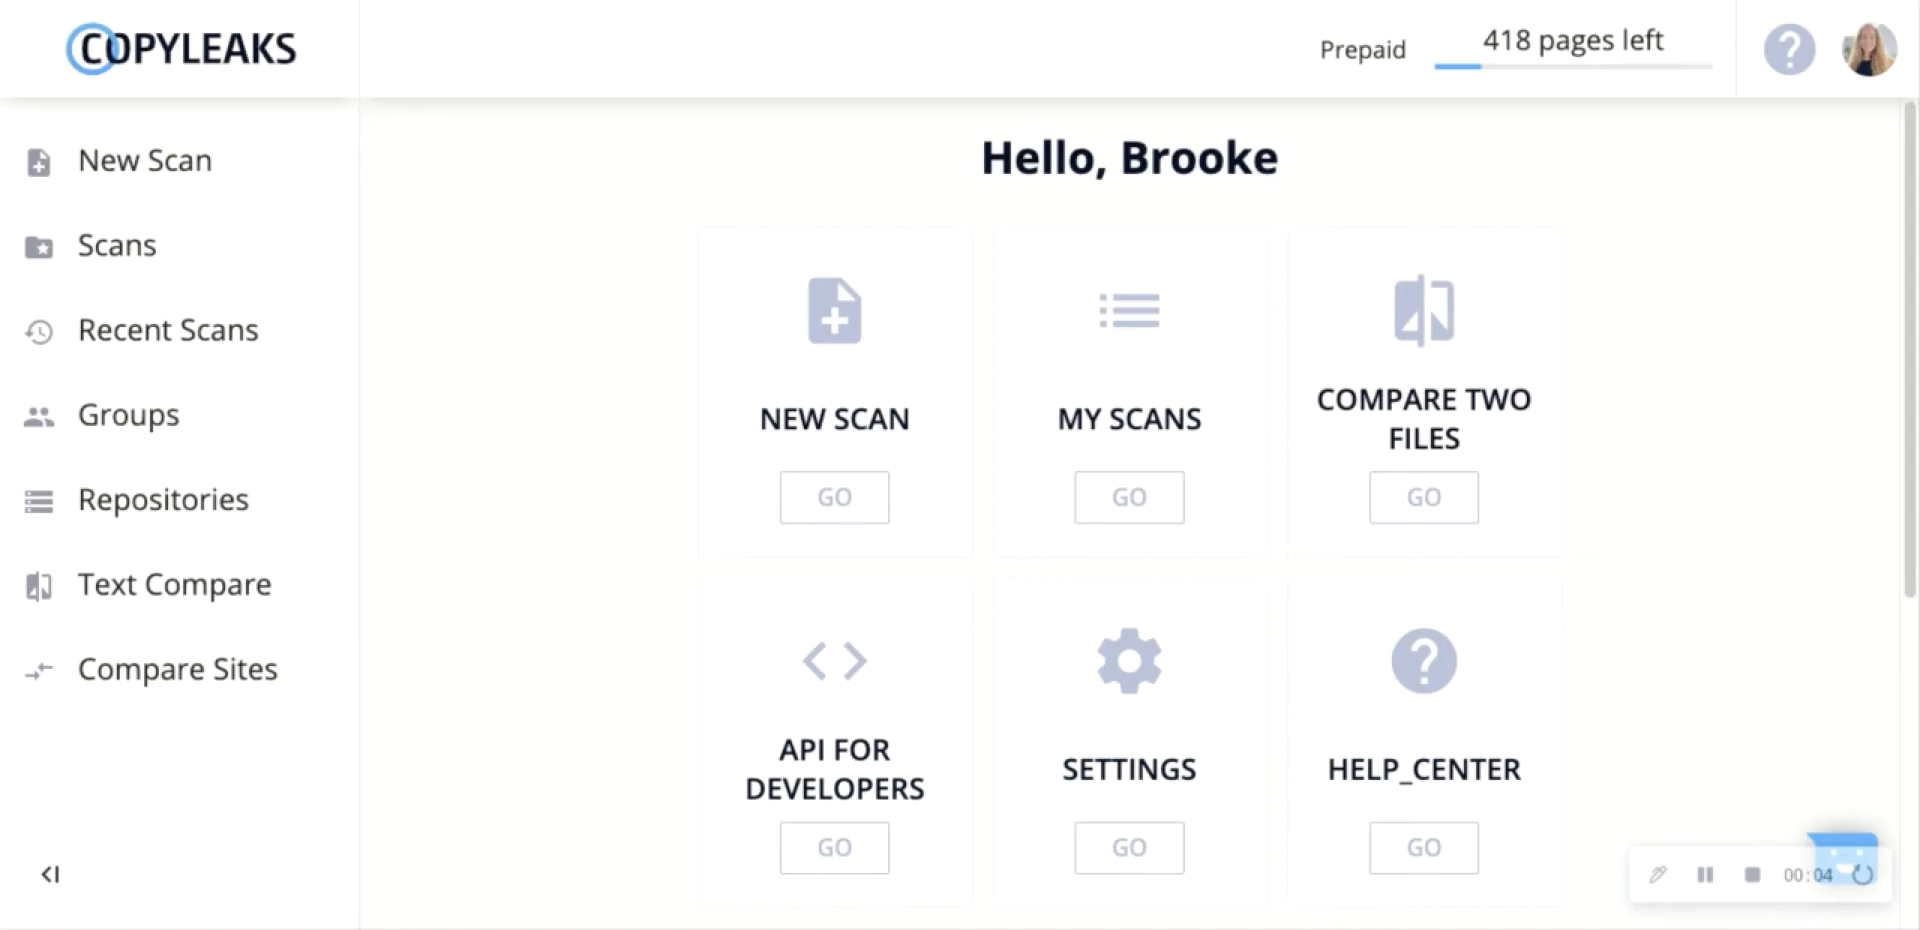 COPYLEAKS
Prepaid
418 pages left
New Scan
Scans
Recent Scans
Groups
Repositories
Text Compare
Compare Sites
Hello, Brooke
NEW SCAN
GO
MY SCANS
GO
COMPARE TWO
FILES
GO
API FOR
DEVELOPERS
GO
SETTINGS
GO
HELP_CENTER
GO
00:04